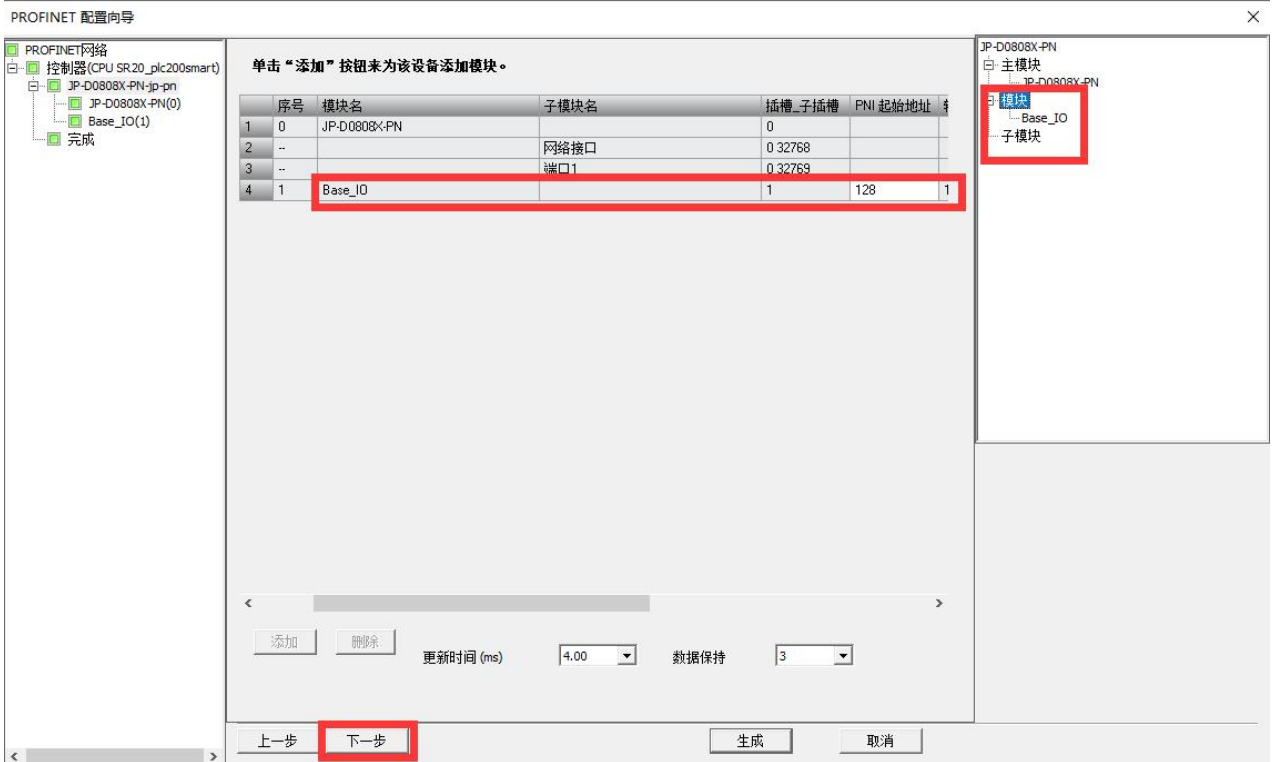 PROFINET 配置向导
PROFINET网络
控制器(CPU SR20_plc200smart)
JP-D0808X-PN-jp-pn
JP-D0808X-PN(0)
Base_IO(1)
完成
单击“添加”按钮来为该设备添加模块。
序号 模块名 子模块名 插槽_子插槽 PNI 起始地址
1 0 JP-D0808X-PN 0
2 -- 网络接口 0 32768
3 -- 端口1 0 32769
4 1 Base_IO 1 128 1
添加 删除 更新时间 (ms) 4.00 数据保持 3
上一步 下一步 生成 取消
JP-D0808X-PN
主模块
JP-D0808X-PN
模块
Base_IO
子模块